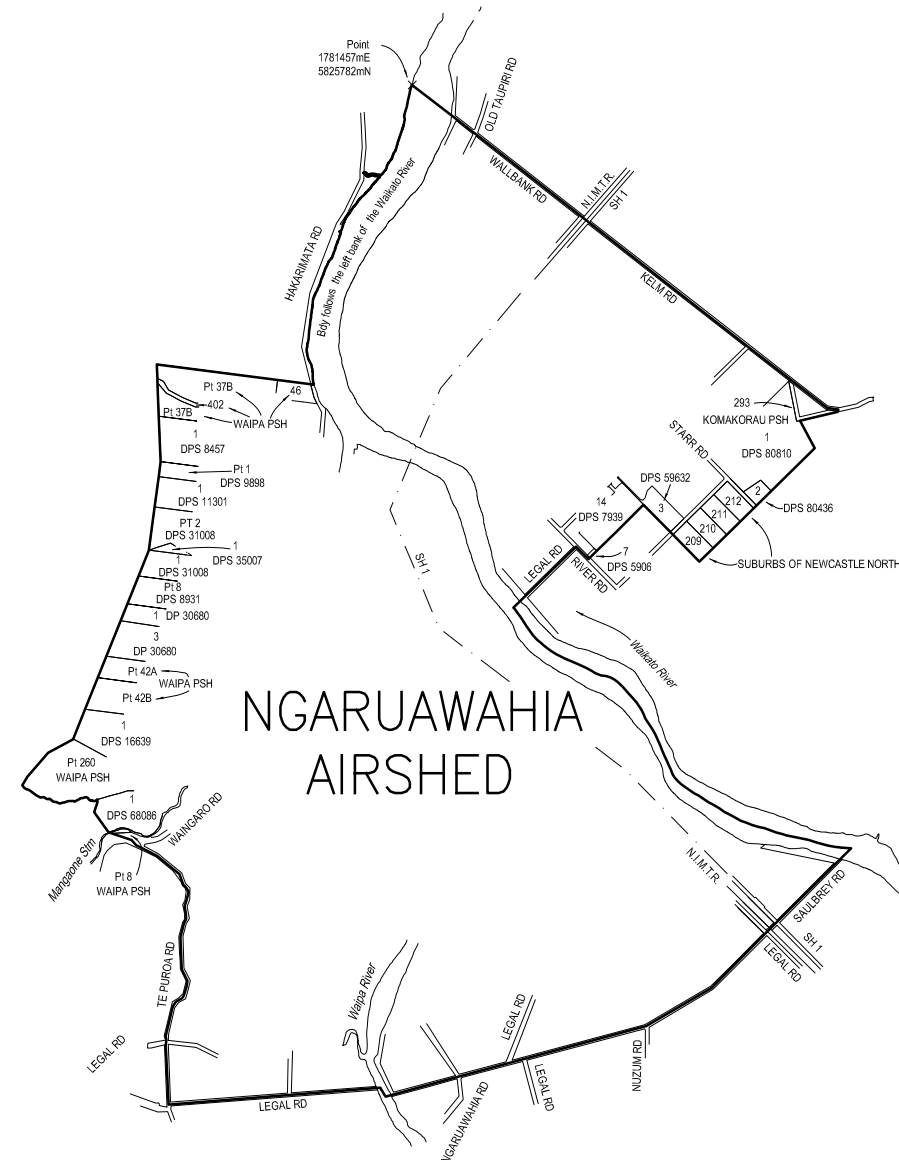 Point
1781457mE
5825782mN
OLD TAUPIRI RD
WALLBANK RD
N.I.M.T.R.
SH 1
HAKARIMATA RD
Bdy follows the left bank of the Waikato River
KELM RD
Pt 37B
46
402
Pt 37B
WAIPA PSH
1
DPS 8457
Pt 1
DPS 9898
1
DPS 11301
PT 2
DPS 31008
1
DPS 35007
1
DPS 31008
Pt 8
DPS 8931
1 DP 30680
3
DP 30680
Pt 42A
WAIPA PSH
Pt 42B
1
DPS 16639
Pt 260
WAIPA PSH
1
DPS 68086
293
KOMAKORAU PSH
1
DPS 80810
STARR RD
DPS 59632
14
DPS 7939
3
212
211
210
209
2
DPS 80436
SUBURBS OF NEWCASTLE NORTH
7
DPS 5906
LEGAL RD
RIVER RD
SH 1
Waikato River
NGARUAWAHIA
AIRSHED
WAINGARO RD
Mangaone Strm
Pt 8
WAIPA PSH
N.I.M.T.R.
SAULBREY RD
SH 1
LEGAL RD
TE PUROA RD
Waipa River
LEGAL RD
LEGAL RD
LEGAL RD
NUZUM RD
LEGAL RD
LEGAL RD
NGARUAWAHIA RD